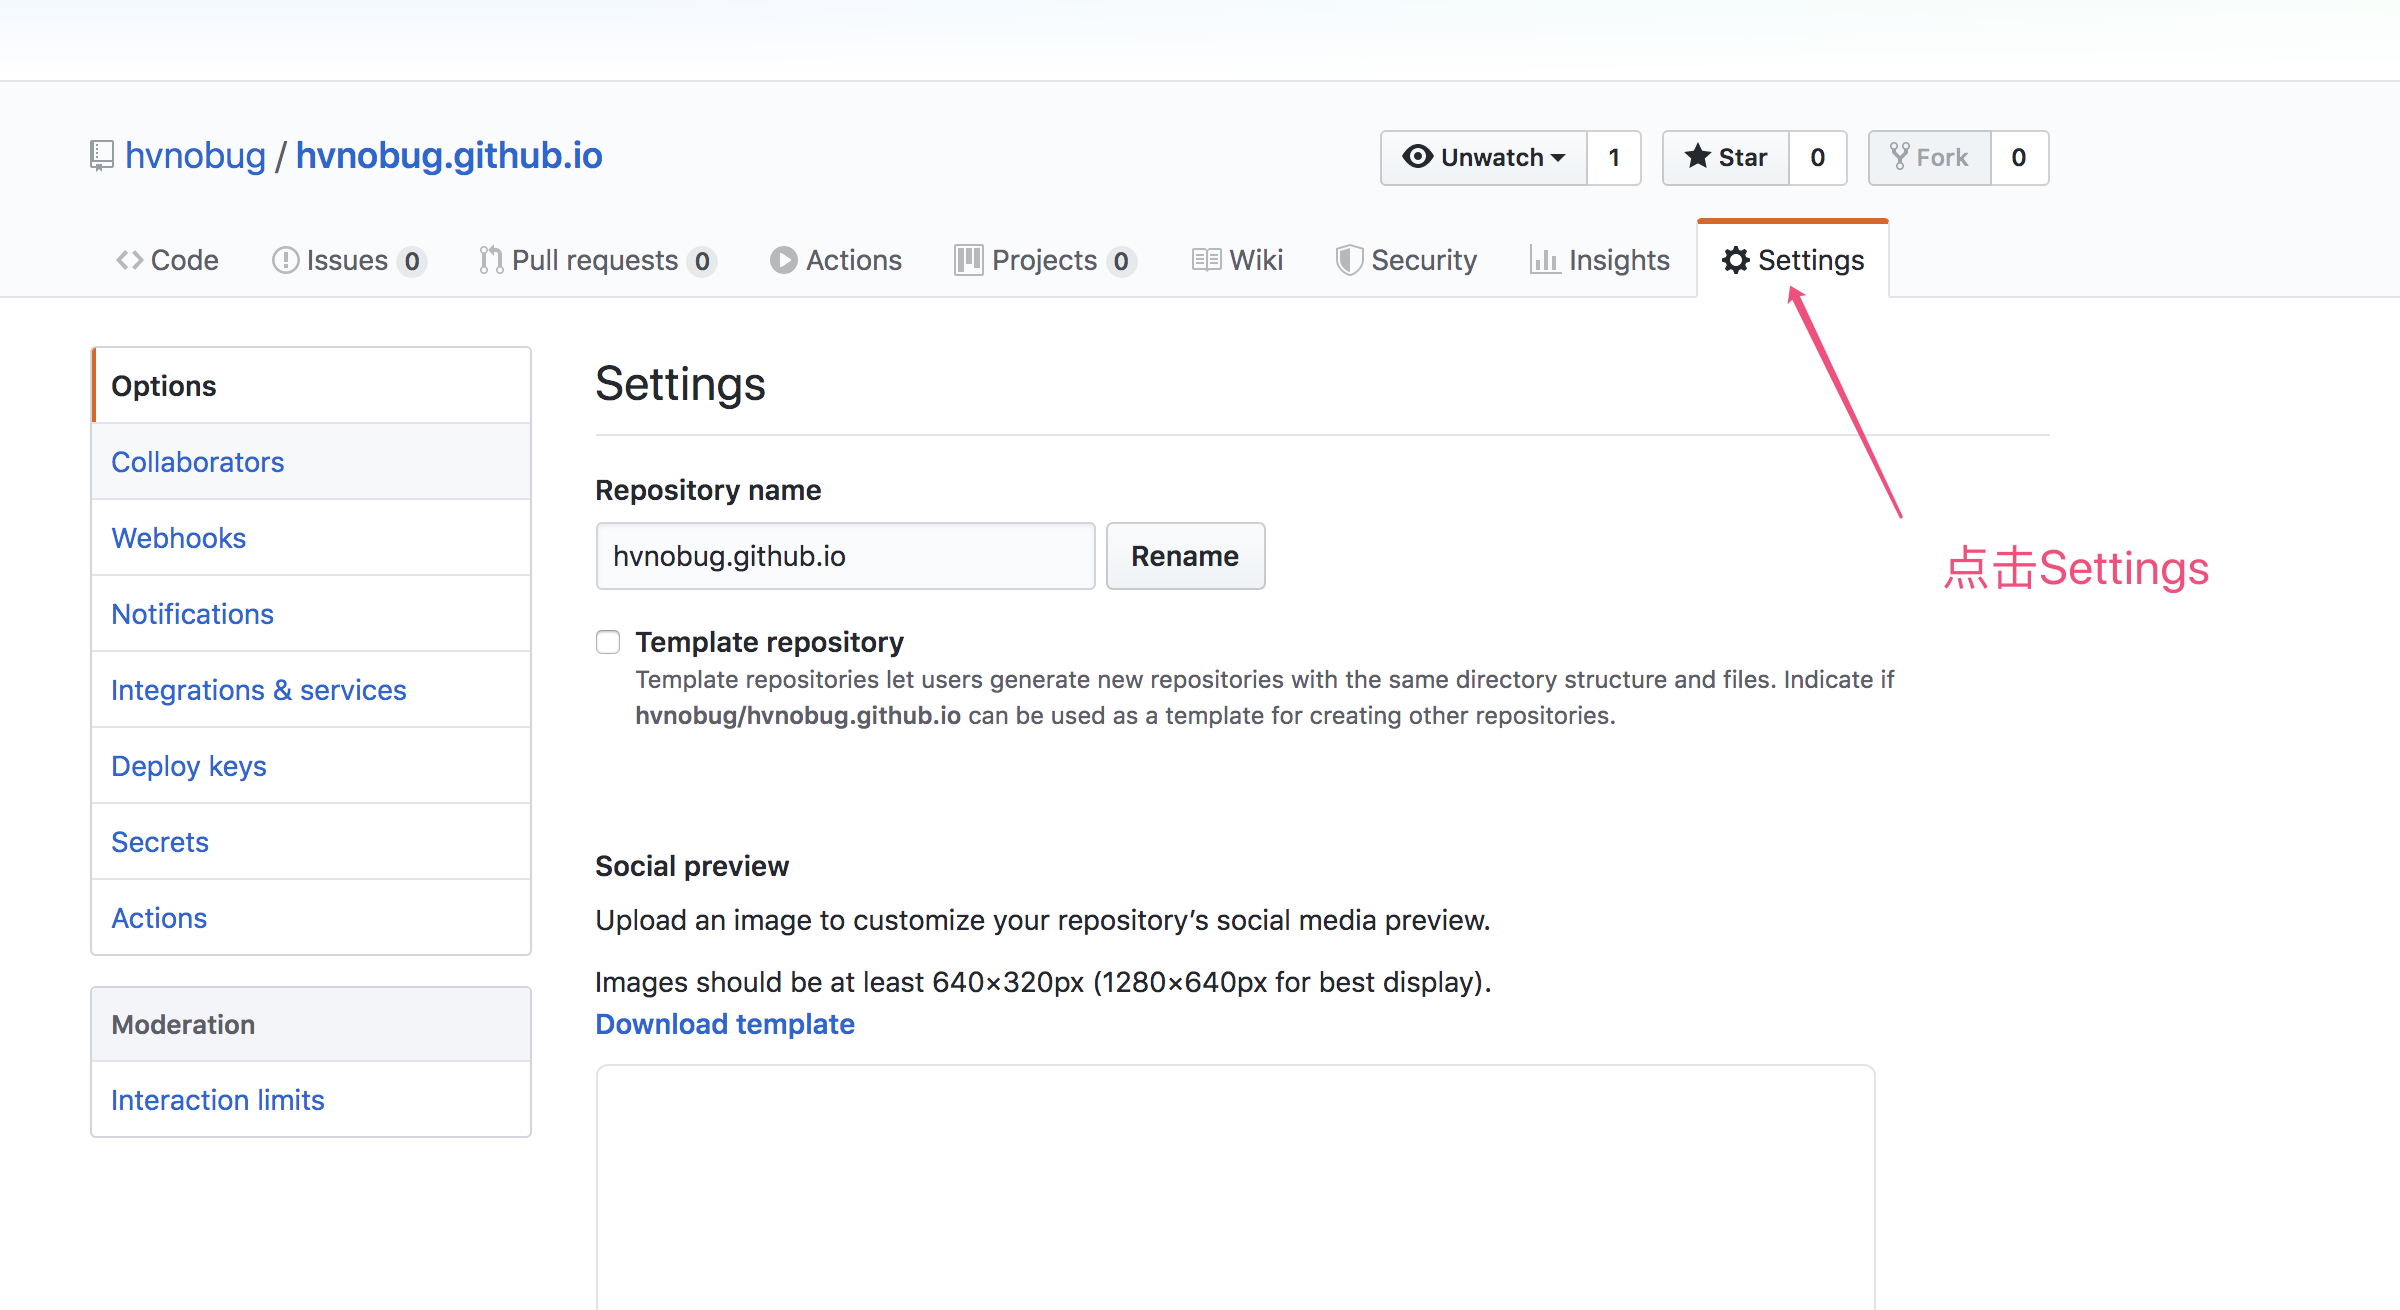 hvnobug / hvnobug.github.io
Unwatch 1 Star 0 Fork 0
Code Issues 0 Pull requests 0 Actions Projects 0 Wiki Security Insights Settings
Options
Collaborators
Webhooks
Notifications
Integrations & services
Deploy keys
Secrets
Actions
Moderation
Interaction limits
Settings
Repository name
hvnobug.github.io Rename
Template repository
Template repositories let users generate new repositories with the same directory structure and files. Indicate if
hvnobug/hvnobug.github.io can be used as a template for creating other repositories.
Social preview
Upload an image to customize your repository’s social media preview.
Images should be at least 640×320px (1280×640px for best display).
Download template
点击Settings